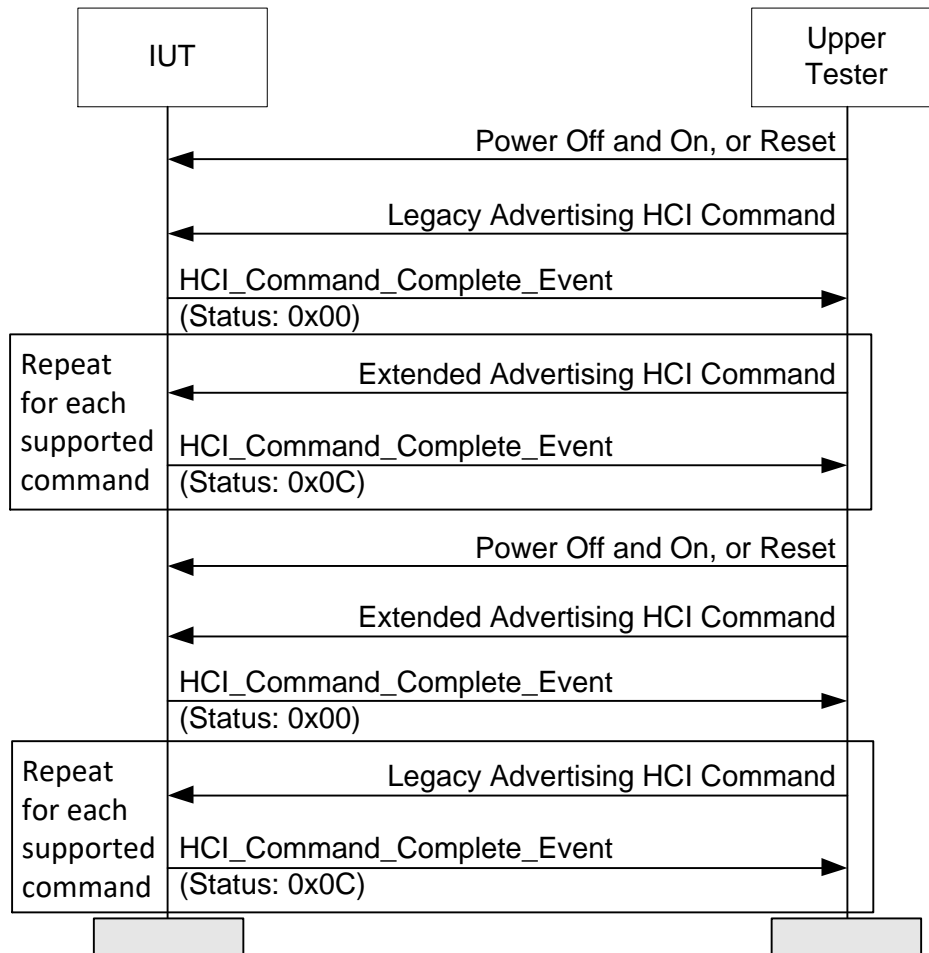 IUT
Upper
Tester
Power Off and On, or Reset
Legacy Advertising HCI Command
HCI_Command_Complete_Event
(Status: 0x00)
Repeat
for each
supported
command
Extended Advertising HCI Command
HCI_Command_Complete_Event
(Status: 0x0C)
Power Off and On, or Reset
Extended Advertising HCI Command
HCI_Command_Complete_Event
(Status: 0x00)
Repeat
for each
supported
command
Legacy Advertising HCI Command
HCI_Command_Complete_Event
(Status: 0x0C)